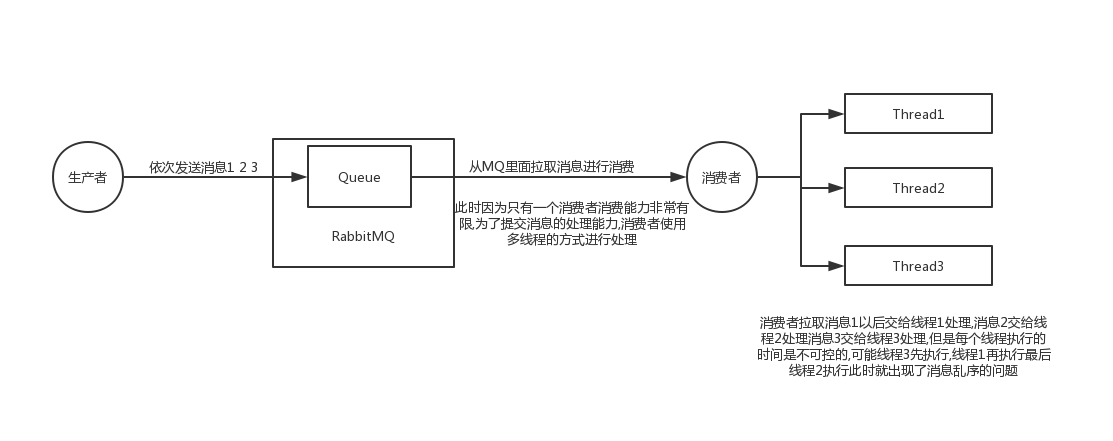 生产者
依次发送消息1 2 3
Queue
RabbitMQ
从MQ里面拉取消息进行消费
此时因为只有一个消费者消费能力非常有
限,为了提交消息的处理能力,消费者使用
多线程的方式进行处理
消费者
Thread1
Thread2
Thread3
消费者拉取消息1以后交给线程1处理,消息2交给线
程2处理消息3交给线程3处理,但是每个线程执行的
时间是不可控的,可能线程3先执行,线程1再执行最后
线程2执行此时就出现了消息乱序的问题